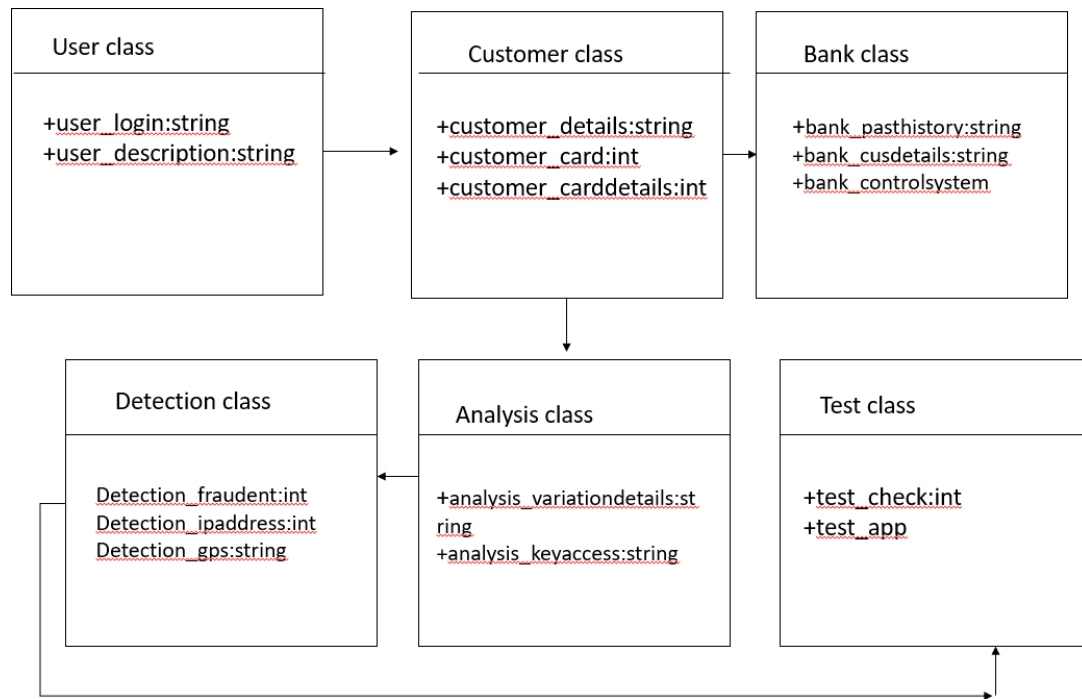 User class
+user_login:string
+user_description:string
Customer class
+customer_details:string
+customer_card:int
+customer_carddetails:int
Bank class
+bank_pasthistory:string
+bank_cusdetails:string
+bank_controlsystem
Detection class
Detection_fraudent:int
Detection_ipaddress:int
Detection_gps:string
Analysis class
+analysis_variationdetails:st
ring
+analysis_keyaccess:string
Test class
+test_check:int
+test_app